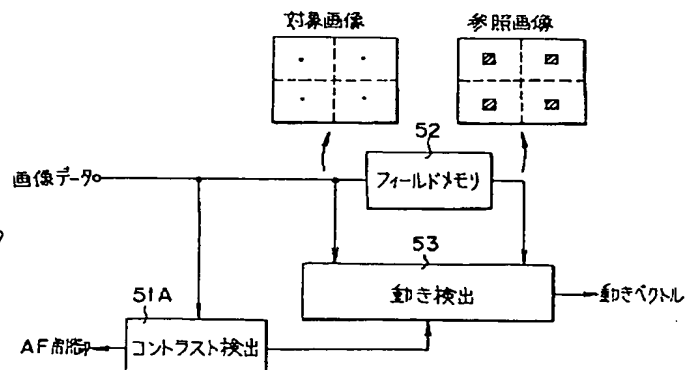 対象画像
参照画像
52
画像データ
フィールドメモリ
53
動き検出
動きベクトル
51A
AF制御
コントラスト検出